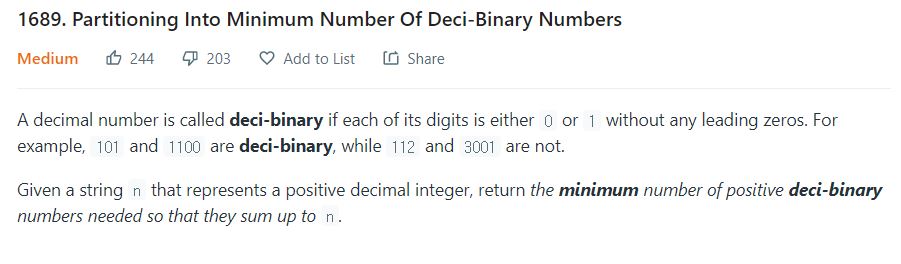 1689. Partitioning Into Minimum Number Of Deci-Binary Numbers
Medium 244 203 Add to List Share
A decimal number is called deci-binary if each of its digits is either 0 or 1 without any leading zeros. For
example, 101 and 1100 are deci-binary, while 112 and 3001 are not.
Given a string n that represents a positive decimal integer, return the minimum number of positive deci-binary
numbers needed so that they sum up to n.